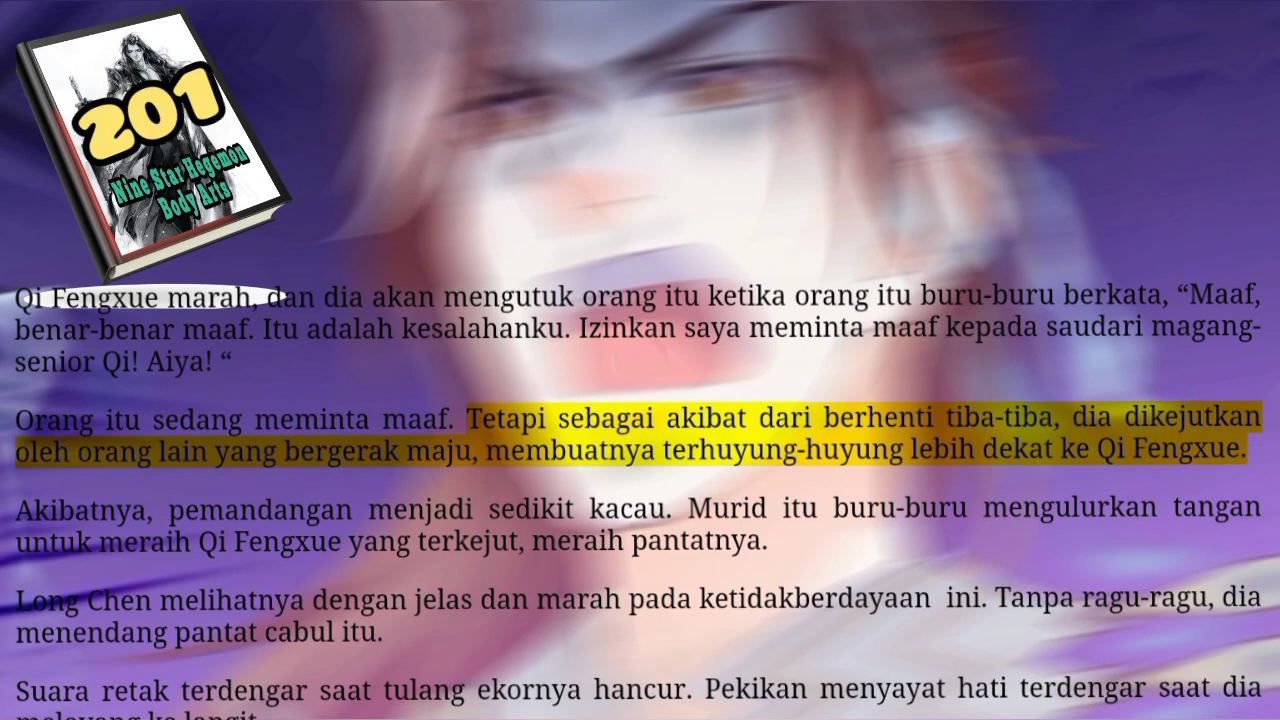 201
Nine Star Hegemon
Body Arts
Qi Fengxue marah, dan dia akan mengutuk orang itu ketika orang itu buru-buru berkata, “Maaf,
benar-benar maaf. Itu adalah kesalahanku. Izinkan saya meminta maaf kepada saudari magang-
senior Qi! Aiya! “
Orang itu sedang meminta maaf. Tetapi sebagai akibat dari berhenti tiba-tiba, dia dikejutkan
oleh orang lain yang bergerak maju, membuatnya terhuyung-huyung lebih dekat ke Qi Fengxue.
Akibatnya, pemandangan menjadi sedikit kacau. Murid itu buru-buru mengulurkan tangan
untuk meraih Qi Fengxue yang terkejut, meraih pantatnya.
Long Chen melihatnya dengan jelas dan marah pada ketidakberdayaan ini. Tanpa ragu-ragu, dia
menendang pantat cabul itu.
Suara retak terdengar saat tulang ekornya hancur. Pekikan menyayat hati terdengar saat dia
melayang ke langit.